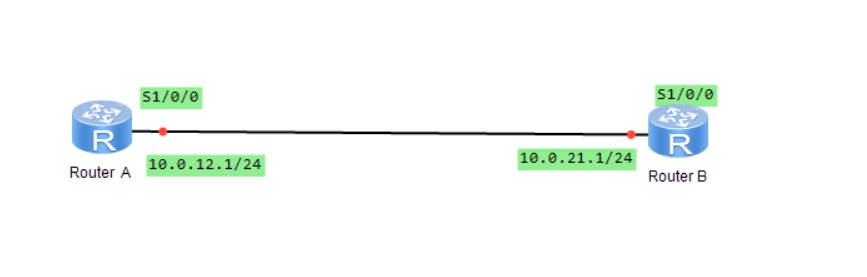 S1/0/0
S1/0/0
R
R
10.0.12.1/24
10.0.21.1/24
Router A
Router B